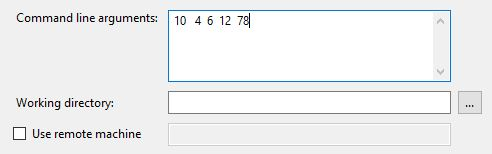 Command line arguments:
10 4 6 12 78
Working directory:
...
Use remote machine